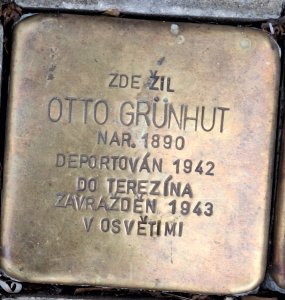 ZDE ŽIL
OTTO GRÜNHUT
NAR. 1890
DEPORTOVÁN 1942
DO TEREZÍNA
ZAVRAŽDĚN 1943
V OSVĚTIMI